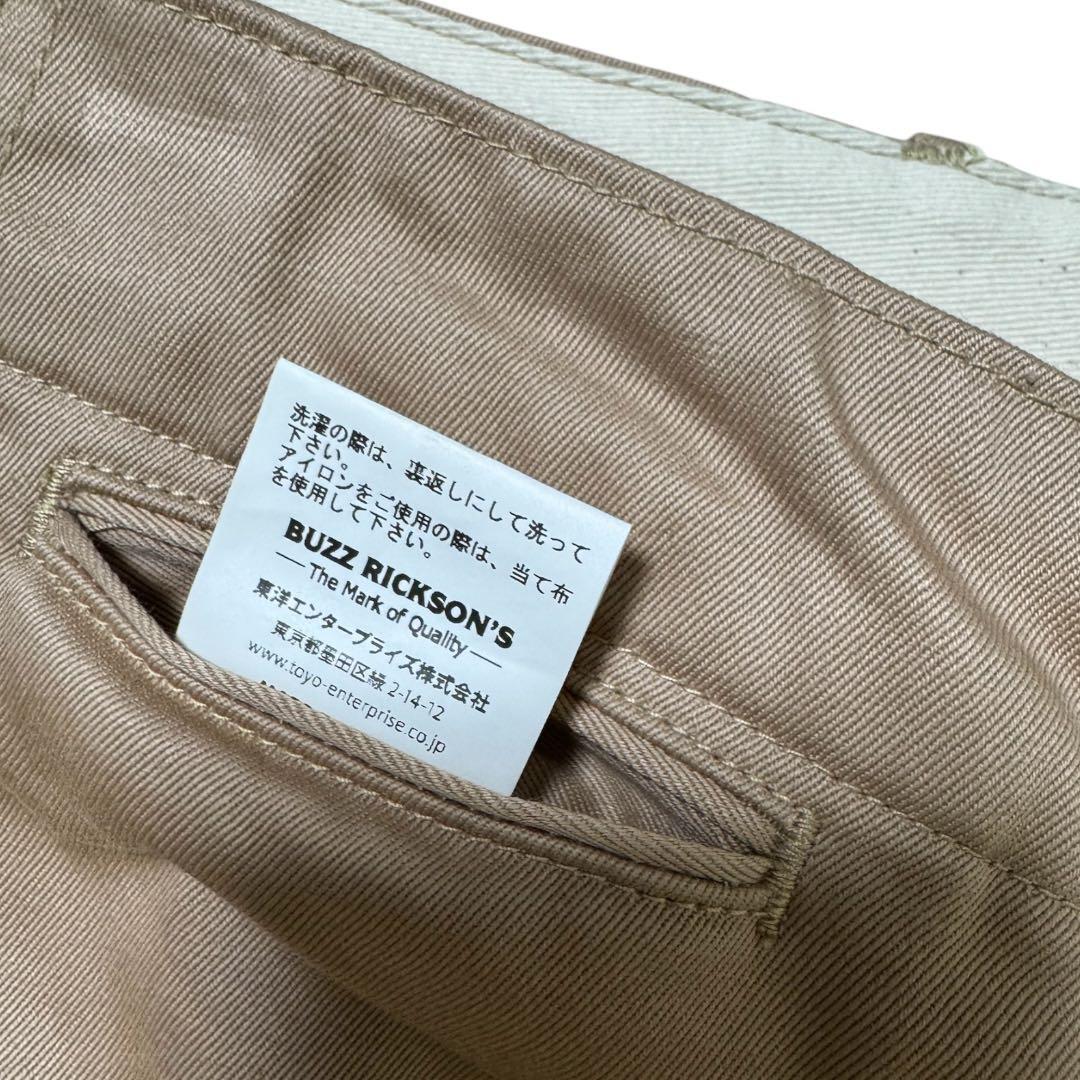 洗濯の際は、裏返しにして洗って
下さい。
アイロンをご使用の際は、当て布
を使用して下さい。
BUZZ RICKSON'S
The Mark of Quality
東洋エンタープライズ株式会社
東京都墨田区緑 2-14-12
www.toyo-enterprise.co.jp